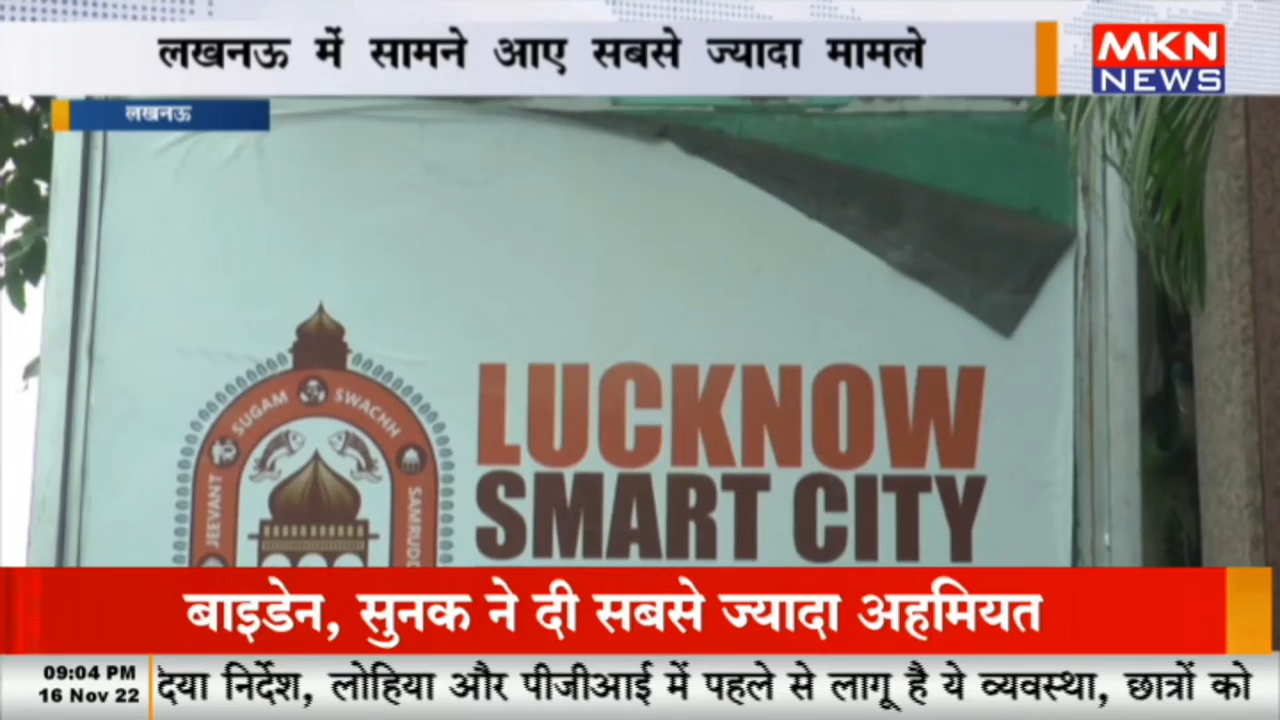 लखनऊ में सामने आए सबसे ज्यादा मामले
MKN
NEWS
लखनऊ
JEEVANT SUGAM SWACHH
LUCKNOW
SMART CITY
बाइडेन, सुनक ने दी सबसे ज्यादा अहमियत
09:04 PM
16 Nov 22
निर्देश, लोहिया और पीजीआई में पहले से लागू है ये व्यवस्था, छात्रों को